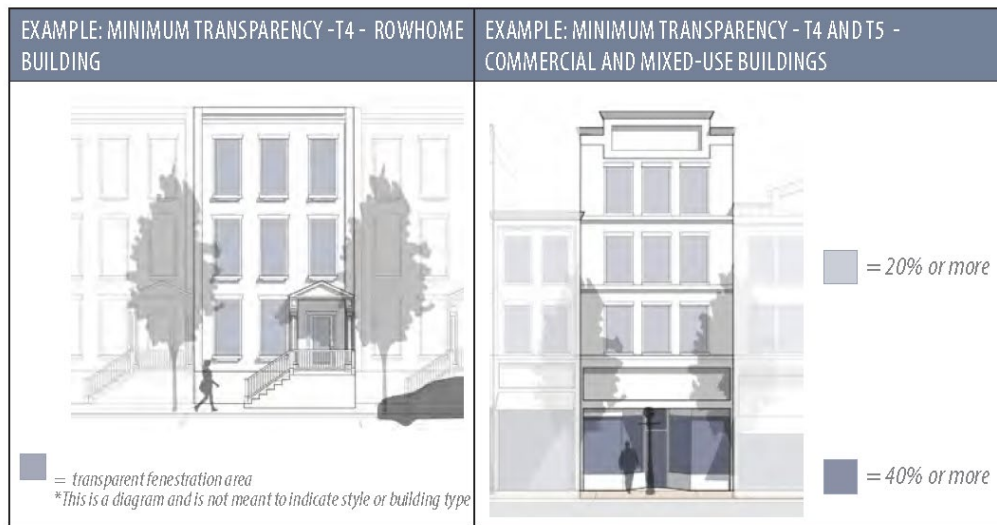 EXAMPLE: MINIMUM TRANSPARENCY -T4 - ROWHOME
BUILDING
EXAMPLE: MINIMUM TRANSPARENCY - T4 AND T5 -
COMMERCIAL AND MIXED-USE BUILDINGS
= 20% or more
= 40% or more
= transparent fenestration area
*This is a diagram and is not meant to indicate style or building type